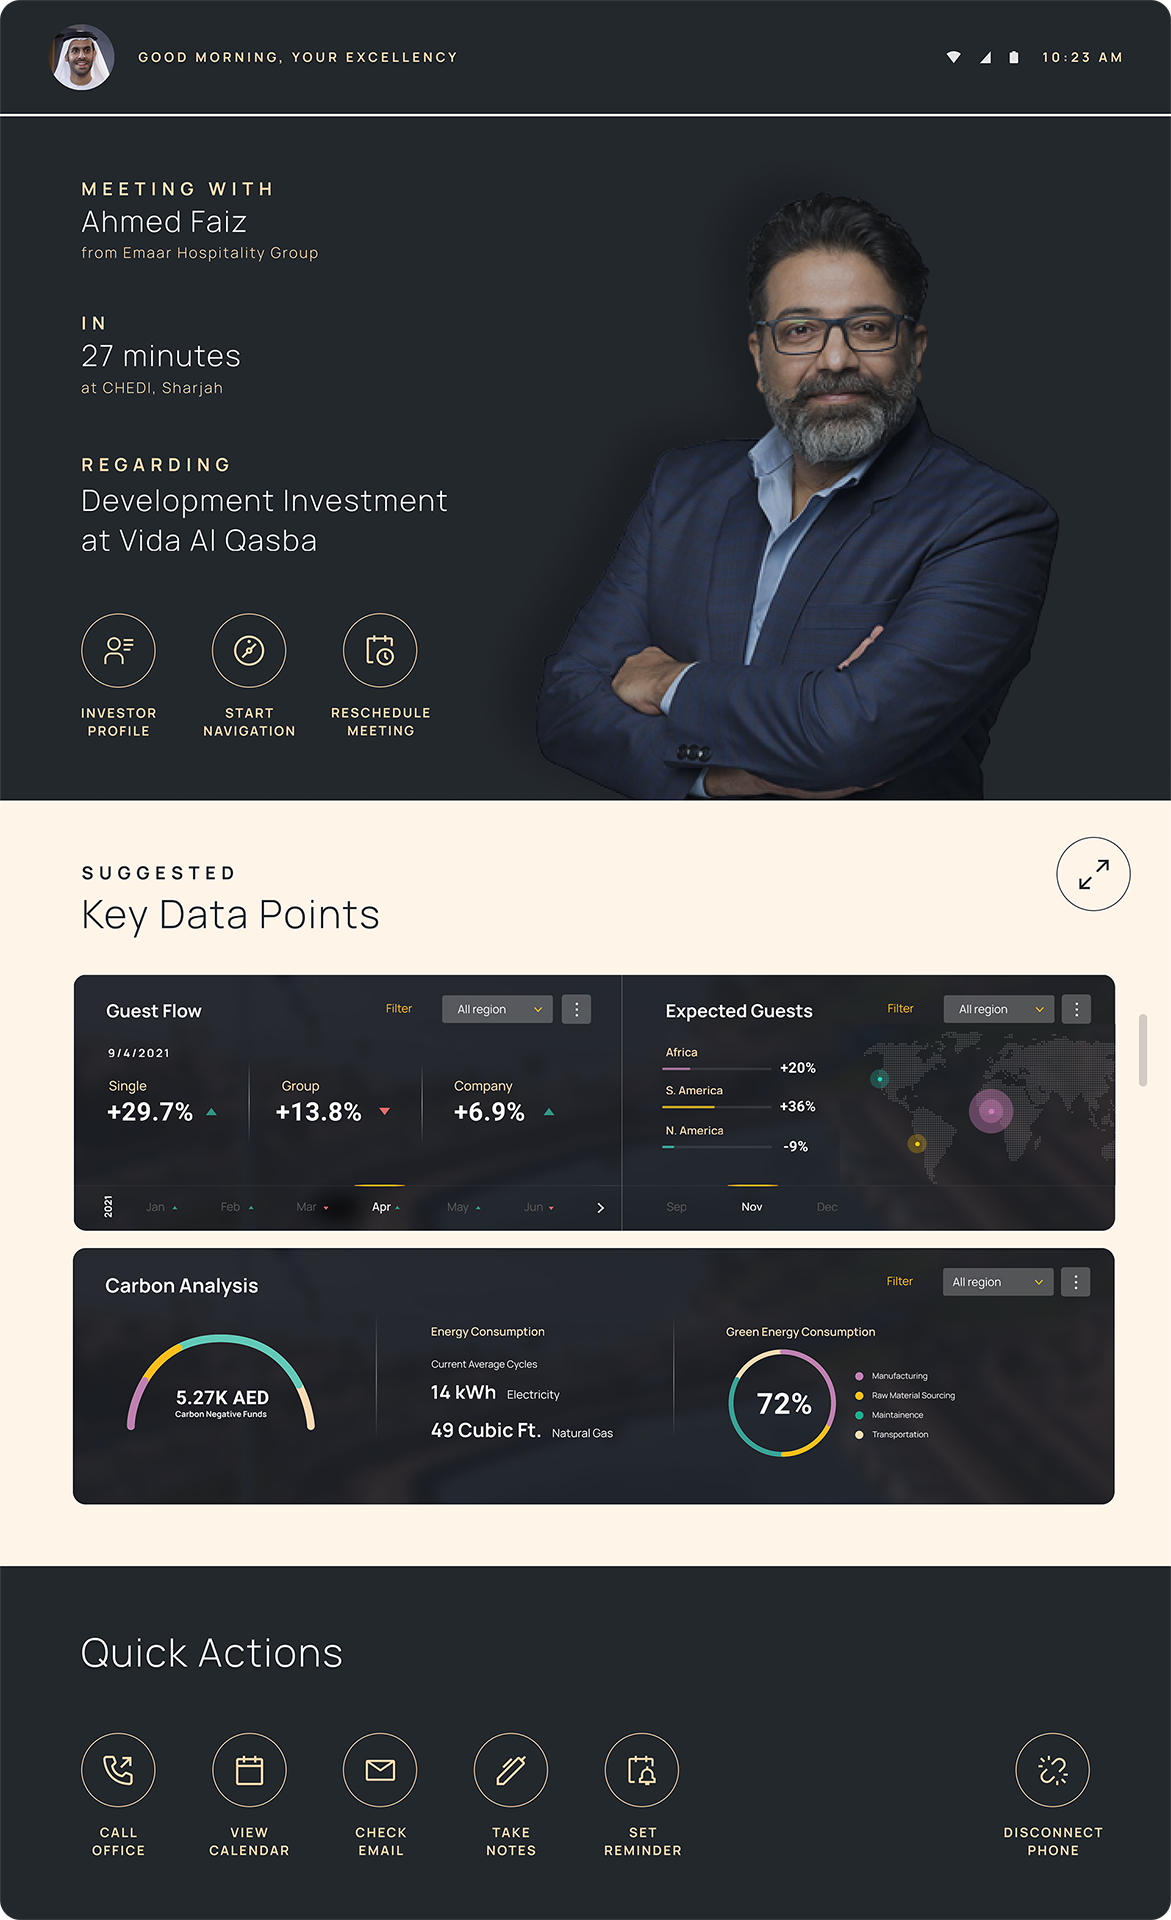 GOOD MORNING, YOUR EXCELLENCY
10:23 AM
MEETING WITH
Ahmed Faiz
from Emaar Hospitality Group
IN
27 minutes
at CHEDI, Sharjah
REGARDING
Development Investment
at Vida Al Qasba
INVESTOR
PROFILE
START
NAVIGATION
RESCHEDULE
MEETING
SUGGESTED
Key Data Points
Guest Flow
Filter
All region
9/4/2021
Single
+29.7%
Group
+13.8%
Company
+6.9%
2021
Jan
Feb
Mar
Apr
May
Jun
Expected Guests
Filter
All region
Africa
+20%
S. America
+36%
N. America
-9%
Sep
Nov
Dec
Carbon Analysis
Filter
All region
5.27K AED
Carbon Negative Funds
Energy Consumption
Current Average Cycles
14 kWh Electricity
49 Cubic Ft. Natural Gas
Green Energy Consumption
72%
Manufacturing
Raw Material Sourcing
Maintainence
Transportation
Quick Actions
CALL
OFFICE
VIEW
CALENDAR
CHECK
EMAIL
TAKE
NOTES
SET
REMINDER
DISCONNECT
PHONE